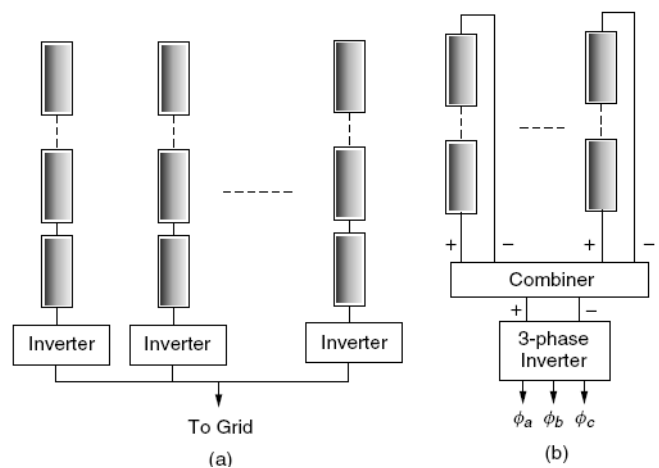 Inverter
Inverter
Inverter
To Grid
(a)
+
−
+
−
Combiner
+
−
3-phase
Inverter
ϕa
ϕb
ϕc
(b)